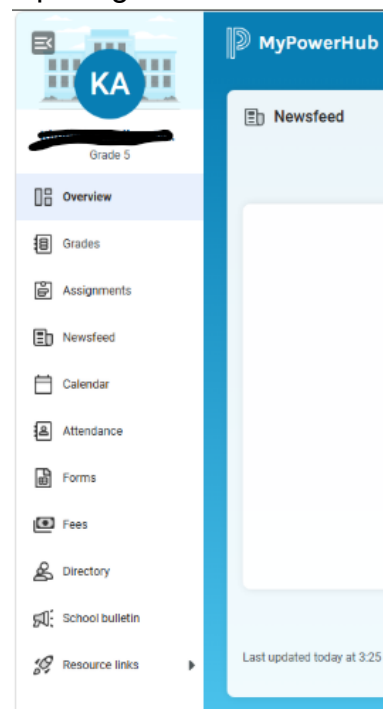 KA
Grade 5
Overview
Grades
Assignments
Newsfeed
Calendar
Attendance
Forms
Fees
Directory
School bulletin
Resource links
MyPowerHub
Newsfeed
Last updated today at 3:25